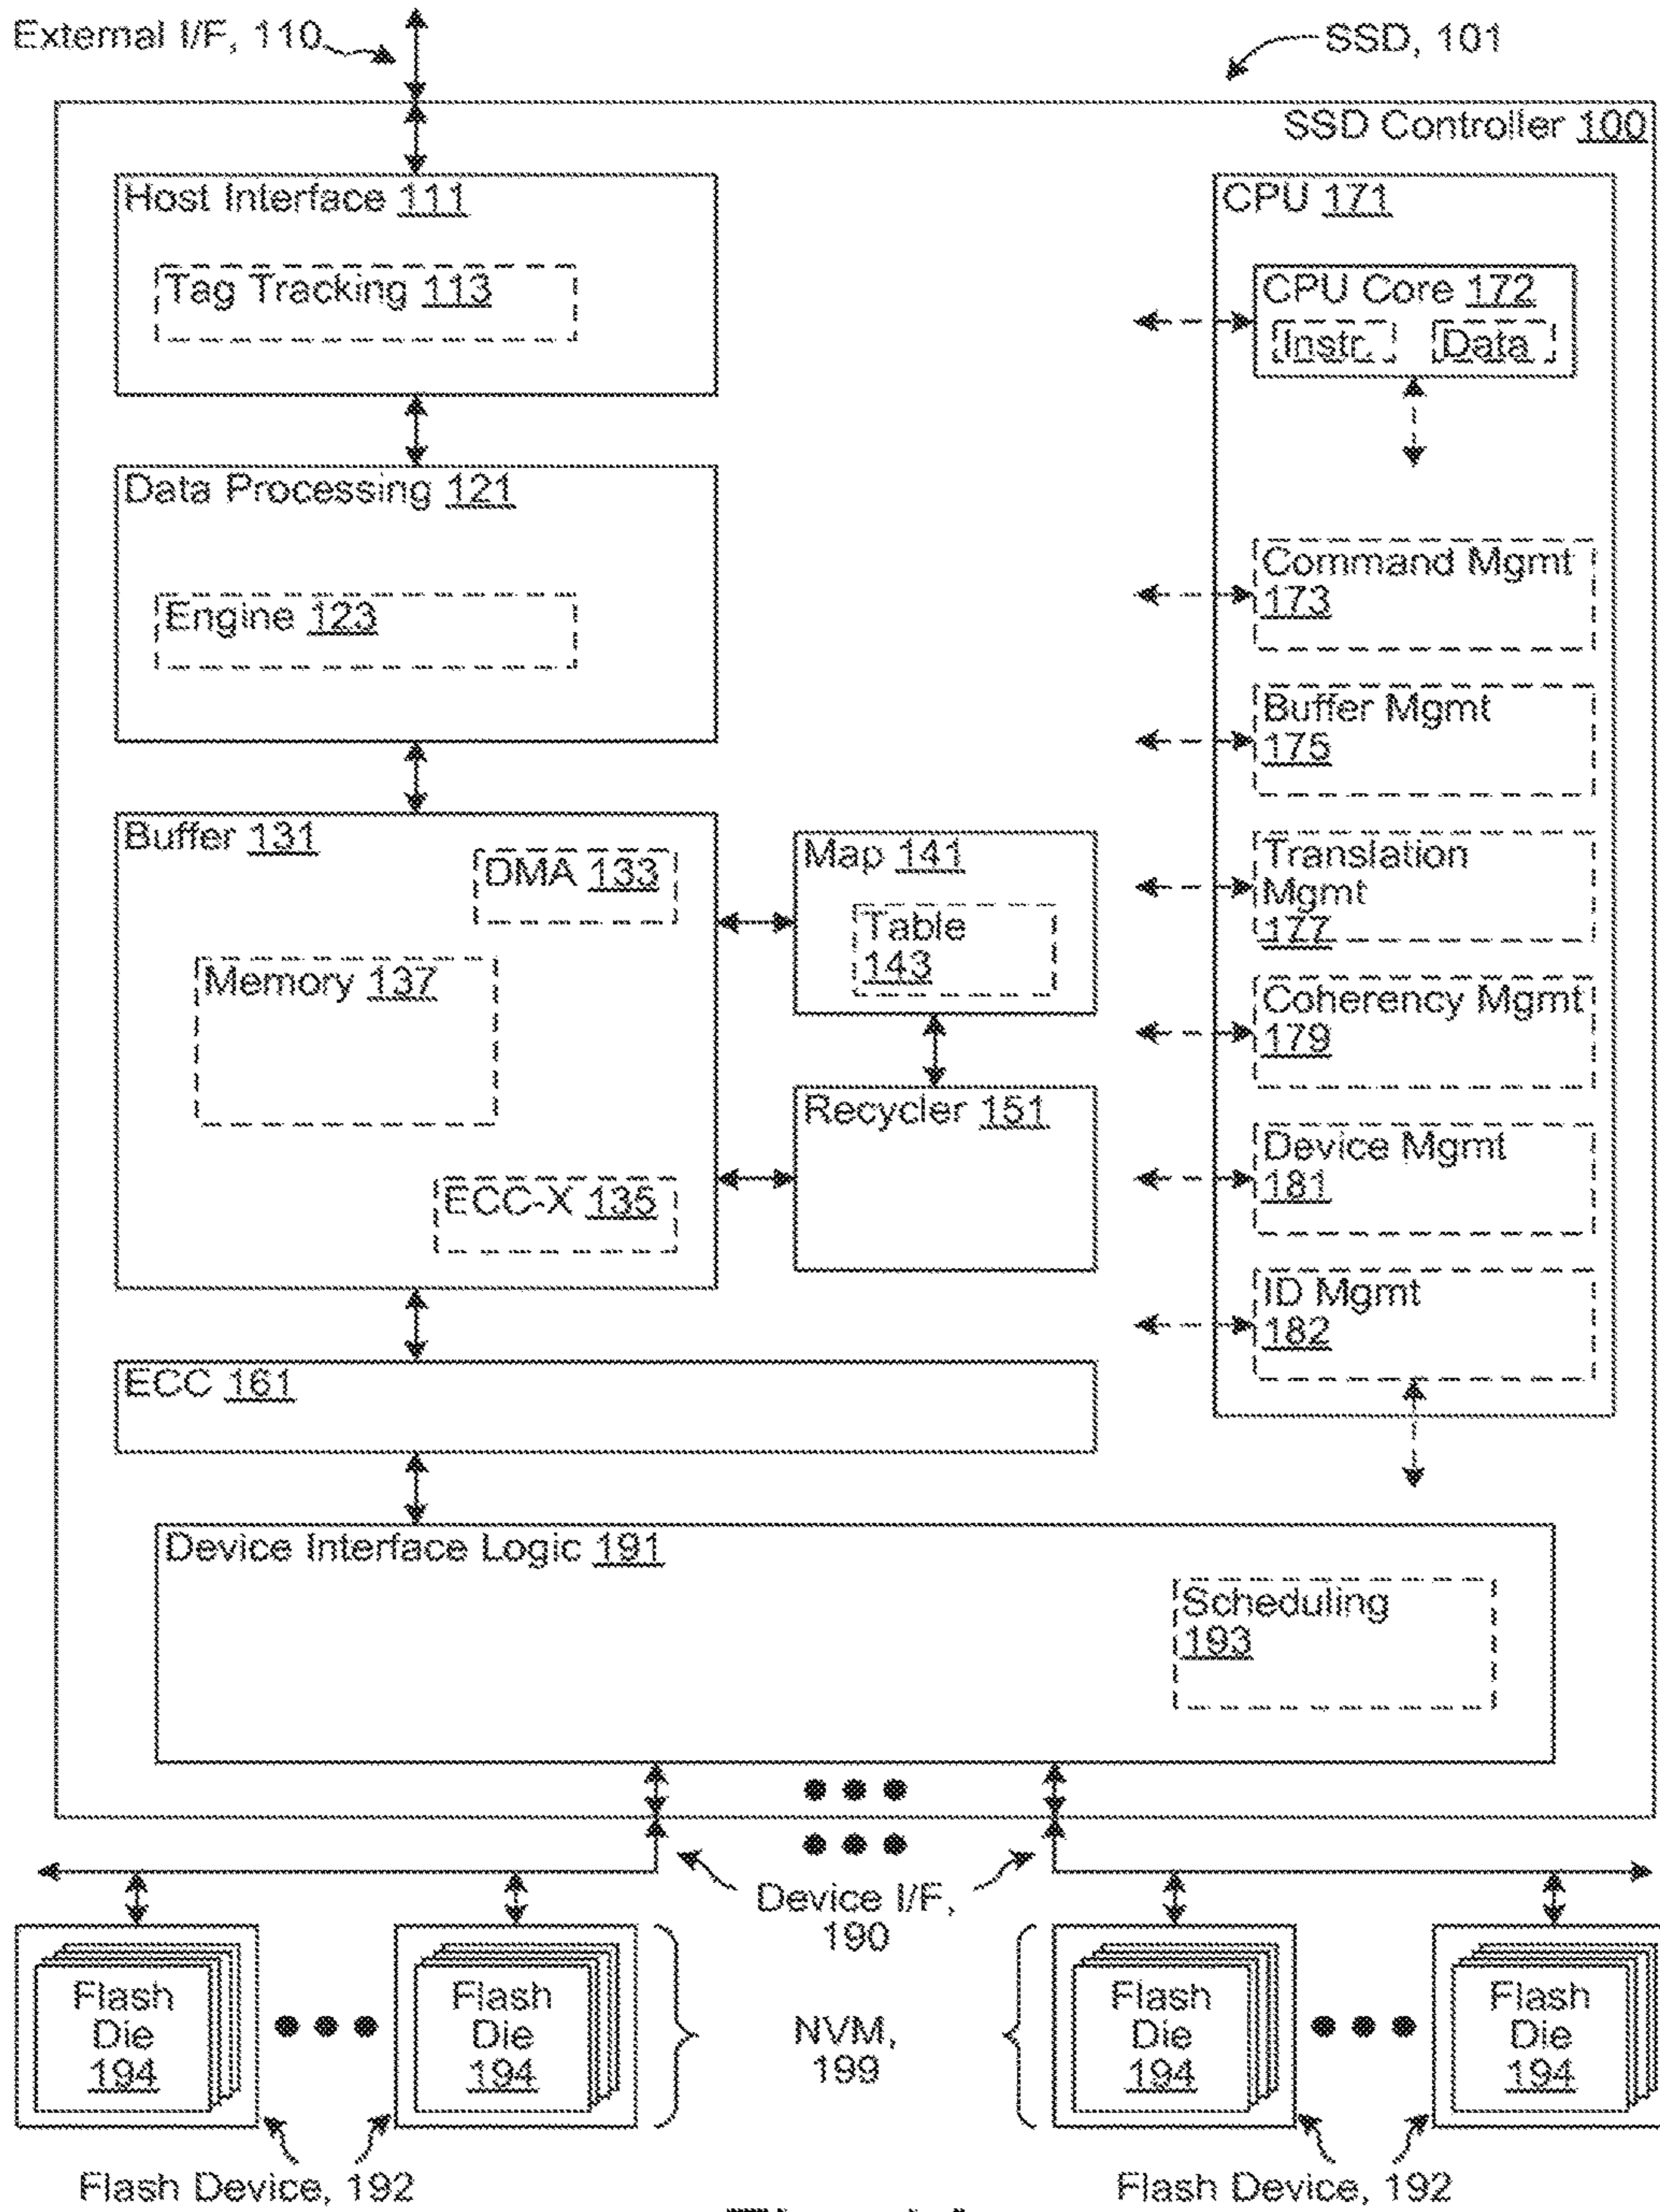 External I/F, 110
SSD, 101
SSD Controller 100
Host Interface 111
Tag Tracking 113
Data Processing 121
Engine 123
Buffer 131
DMA 133
Memory 137
ECC-X 135
Map 141
Table
143
Recycler 151
ECC 161
CPU 171
CPU Core 172
Instr.
Data
Command Mgmt
173
Buffer Mgmt
175
Translation
Mgmt
177
Coherency Mgmt
179
Device Mgmt
181
ID Mgmt
182
Device Interface Logic 191
Scheduling
193
Device I/F,
190
Flash
Die
194
Flash
Die
194
NVM,
199
Flash
Die
194
Flash
Die
194
Flash Device, 192
Flash Device, 192